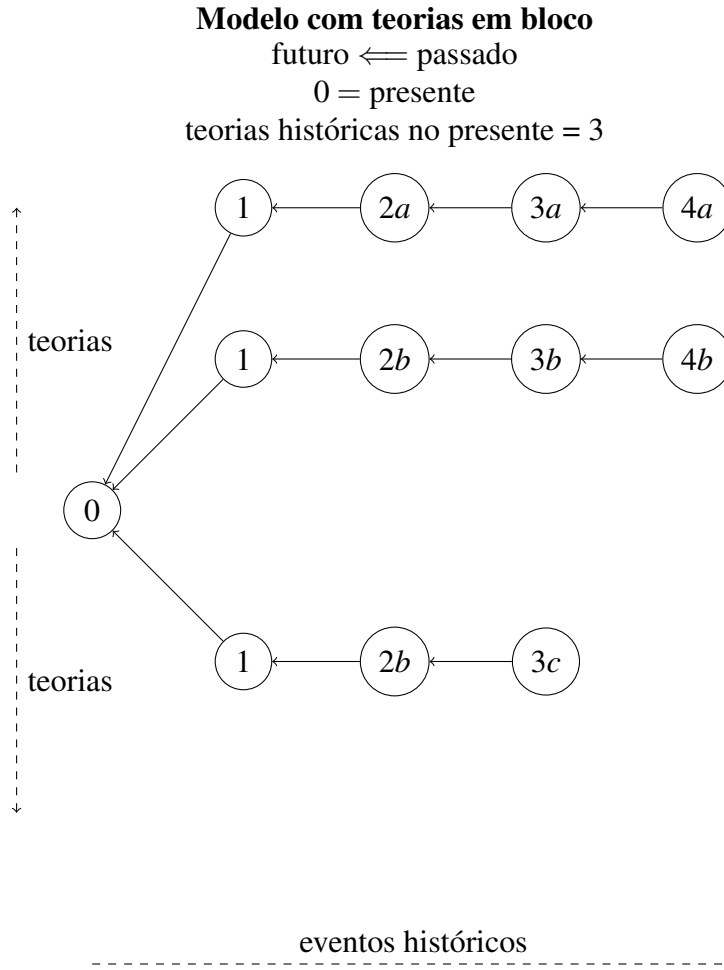 Modelo com teorias em bloco
futuro ⟸ passado
0 = presente
teorias históricas no presente = 3
1 2a 3a 4a
teorias
1 2b 3b 4b
0
1 2b 3c
teorias
eventos históricos